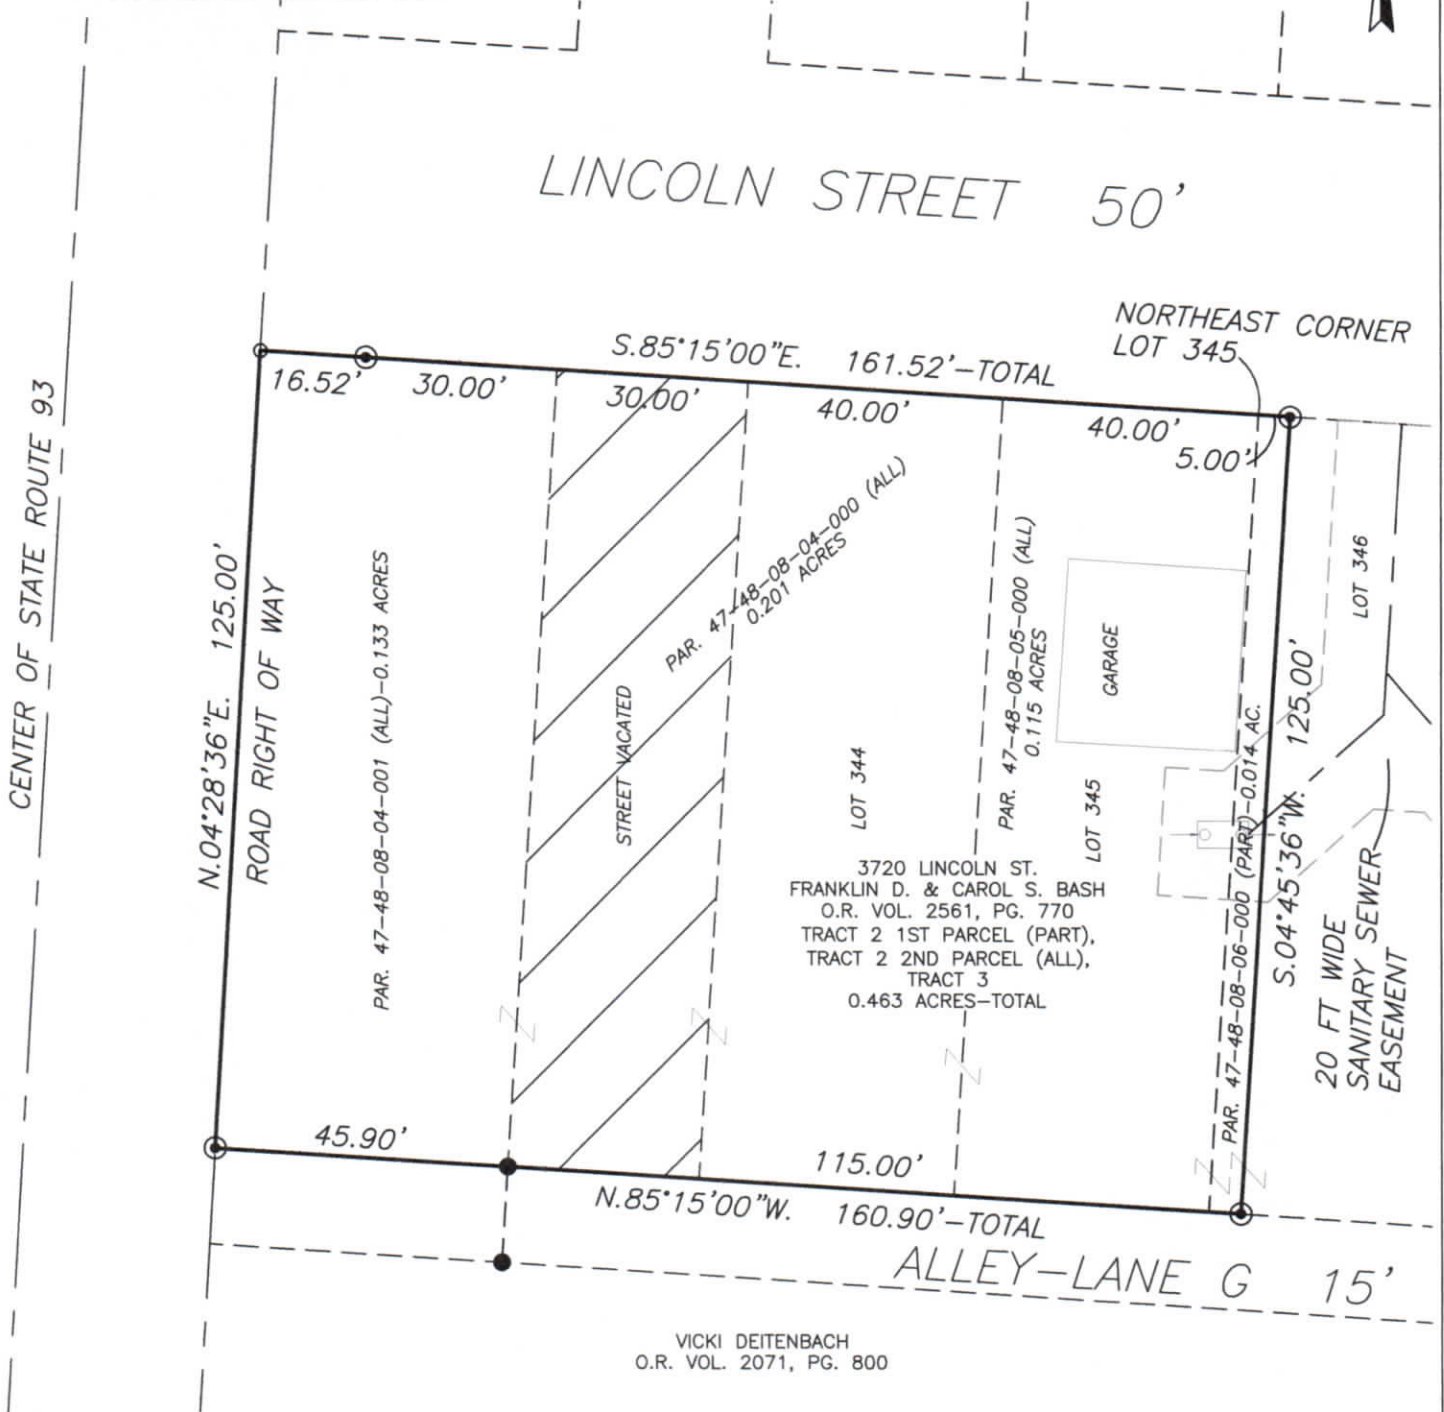 LINCOLN STREET 50'
NORTHEAST CORNER
LOT 345
S.85°15'00"E. 161.52'-TOTAL
16.52'
30.00'
30.00'
40.00'
40.00'
5.00'
CENTER OF STATE ROUTE 93
N.04°28'36"E. 125.00'
ROAD RIGHT OF WAY
PAR. 47-48-08-04-001 (ALL)-0.133 ACRES
STREET VACATED
PAR. 47-48-08-04-000 (ALL)
0.201 ACRES
LOT 344
PAR. 47-48-08-05-000 (ALL)
0.115 ACRES
GARAGE
LOT 345
PAR. 47-48-08-06-000 (PART)-0.014 AC.
S.04°45'36"W. 125.00'
LOT 346
20 FT WIDE
SANITARY SEWER
EASEMENT
3720 LINCOLN ST.
FRANKLIN D. & CAROL S. BASH
O.R. VOL. 2561, PG. 770
TRACT 2 1ST PARCEL (PART),
TRACT 2 2ND PARCEL (ALL),
TRACT 3
0.463 ACRES-TOTAL
45.90'
115.00'
N.85°15'00"W. 160.90'-TOTAL
ALLEY-LANE G 15'
VICKI DEITENBACH
O.R. VOL. 2071, PG. 800